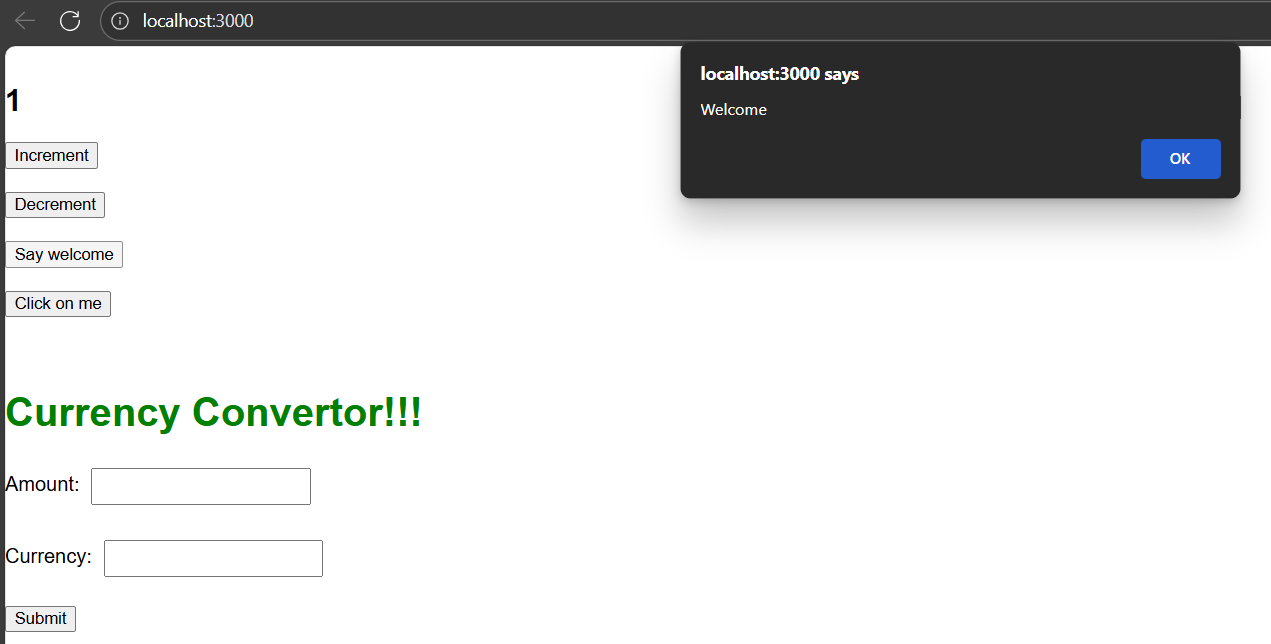 localhost:3000
localhost:3000 says
Welcome
OK
1
Increment
Decrement
Say welcome
Click on me
Currency Convertor!!!
Amount:
Currency:
Submit